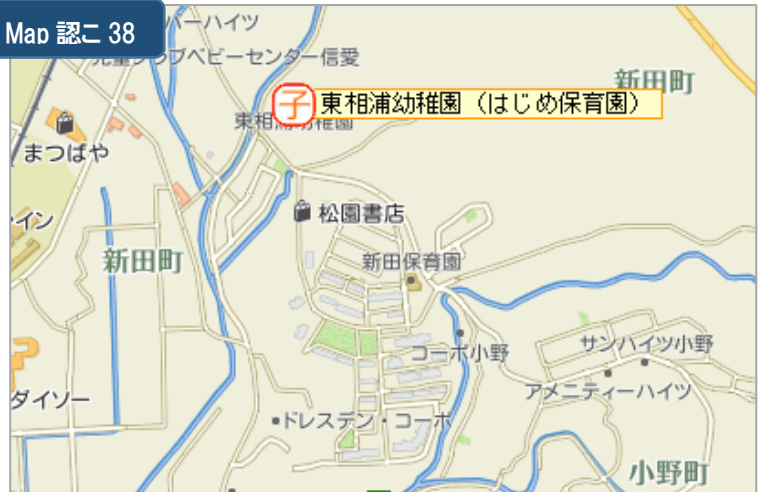 Map 認こ 38
バーハイツ
児童クラブベビーセンター信愛
新田町
東相浦幼稚園（はじめ保育園）
子
東相浦幼稚園
まつばや
松園書店
イン
新田町
新田保育園
コーポ小野
サンハイツ小野
アメニティーハイツ
ダイソー
ドレスデン・コーポ
小野町